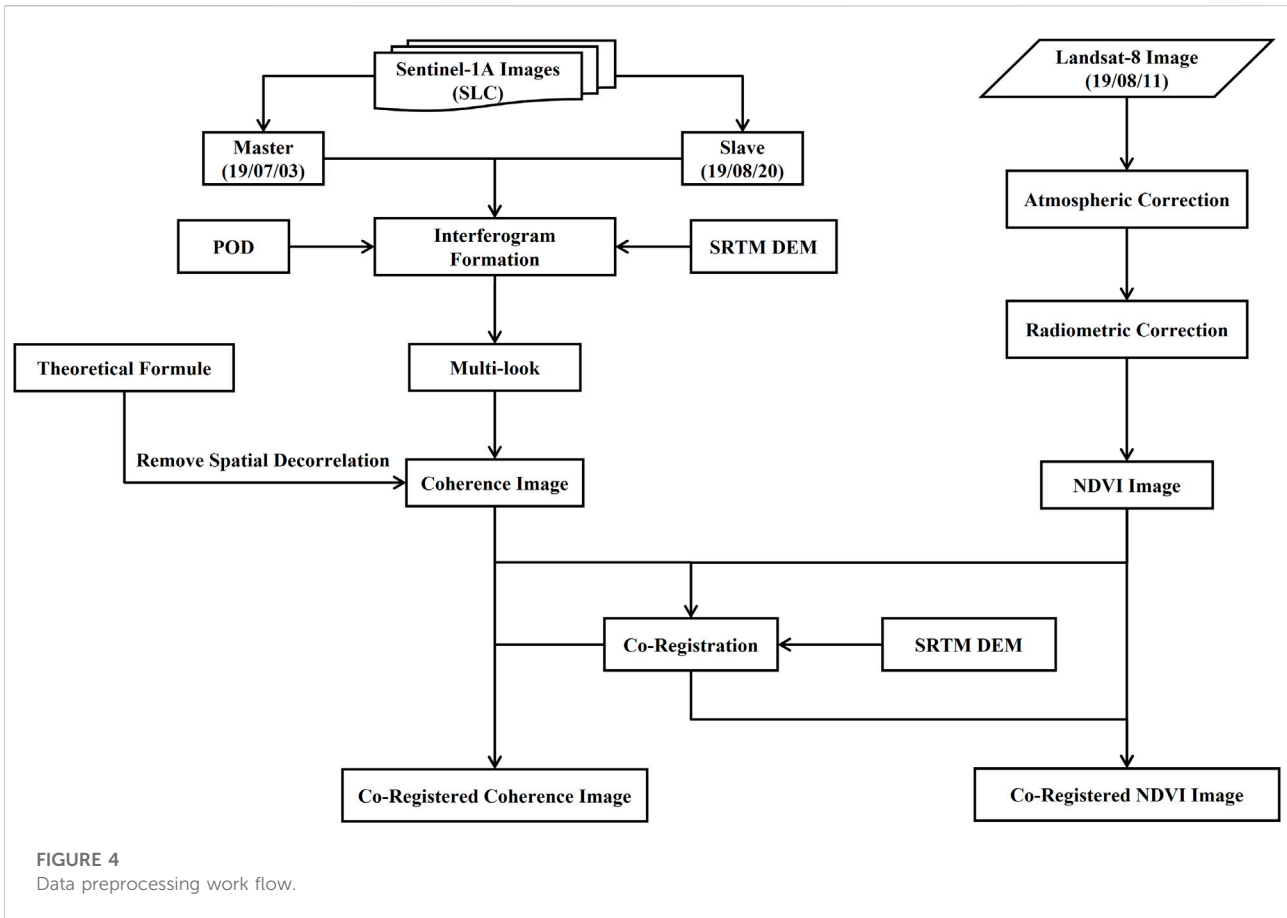 Sentinel-1A Images
(SLC)
Landsat-8 Image
(19/08/11)
Master
(19/07/03)
Slave
(19/08/20)
Atmospheric Correction
POD
Interferogram
Formation
SRTM DEM
Radiometric Correction
Theoretical Formule
Multi-look
Remove Spatial Decorrelation
Coherence Image
NDVI Image
Co-Registration
SRTM DEM
Co-Registered Coherence Image
Co-Registered NDVI Image
FIGURE 4
Data preprocessing work flow.